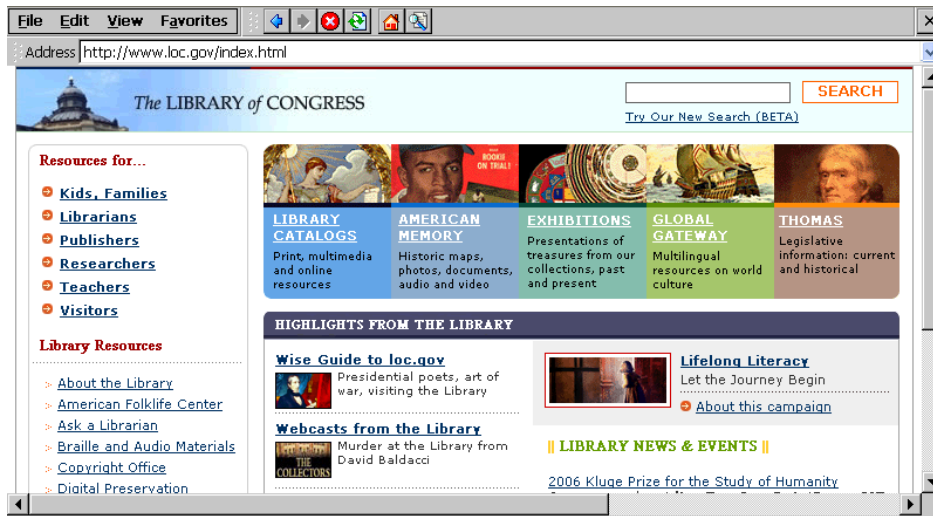 File Edit View Favorites
Address http://www.loc.gov/index.html
The LIBRARY of CONGRESS
SEARCH
Try Our New Search (BETA)
Resources for...
Kids, Families
Librarians
Publishers
Researchers
Teachers
Visitors
Library Resources
About the Library
American Folklife Center
Ask a Librarian
Braille and Audio Materials
Copyright Office
Digital Preservation
ROOKIE
ON TRIAL!
LIBRARY
CATALOGS
Print, multimedia
and online
resources
AMERICAN
MEMORY
Historic maps,
photos, documents,
audio and video
EXHIBITIONS
Presentations of
treasures from our
collections, past
and present
GLOBAL
GATEWAY
Multilingual
resources on world
culture
THOMAS
Legislative
information: current
and historical
HIGHLIGHTS FROM THE LIBRARY
Wise Guide to loc.gov
Presidential poets, art of
war, visiting the Library
Webcasts from the Library
THE
COLLECTORS
Murder at the Library from
David Baldacci
Lifelong Literacy
Let the Journey Begin
About this campaign
LIBRARY NEWS & EVENTS
2006 Kluge Prize for the Study of Humanity